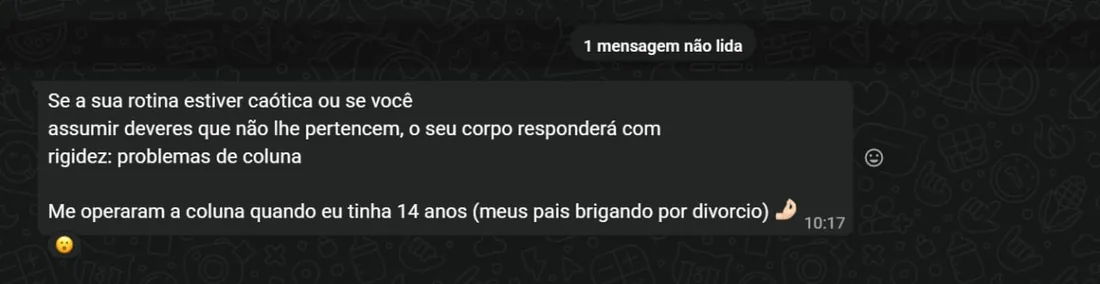 1 mensagem não lida
Se a sua rotina estiver caótica ou se você
assumir deveres que não lhe pertencem, o seu corpo responderá com
rigidez: problemas de coluna
Me operaram a coluna quando eu tinha 14 anos (meus pais brigando por divorcio) 🤌🏻
10:17
😮